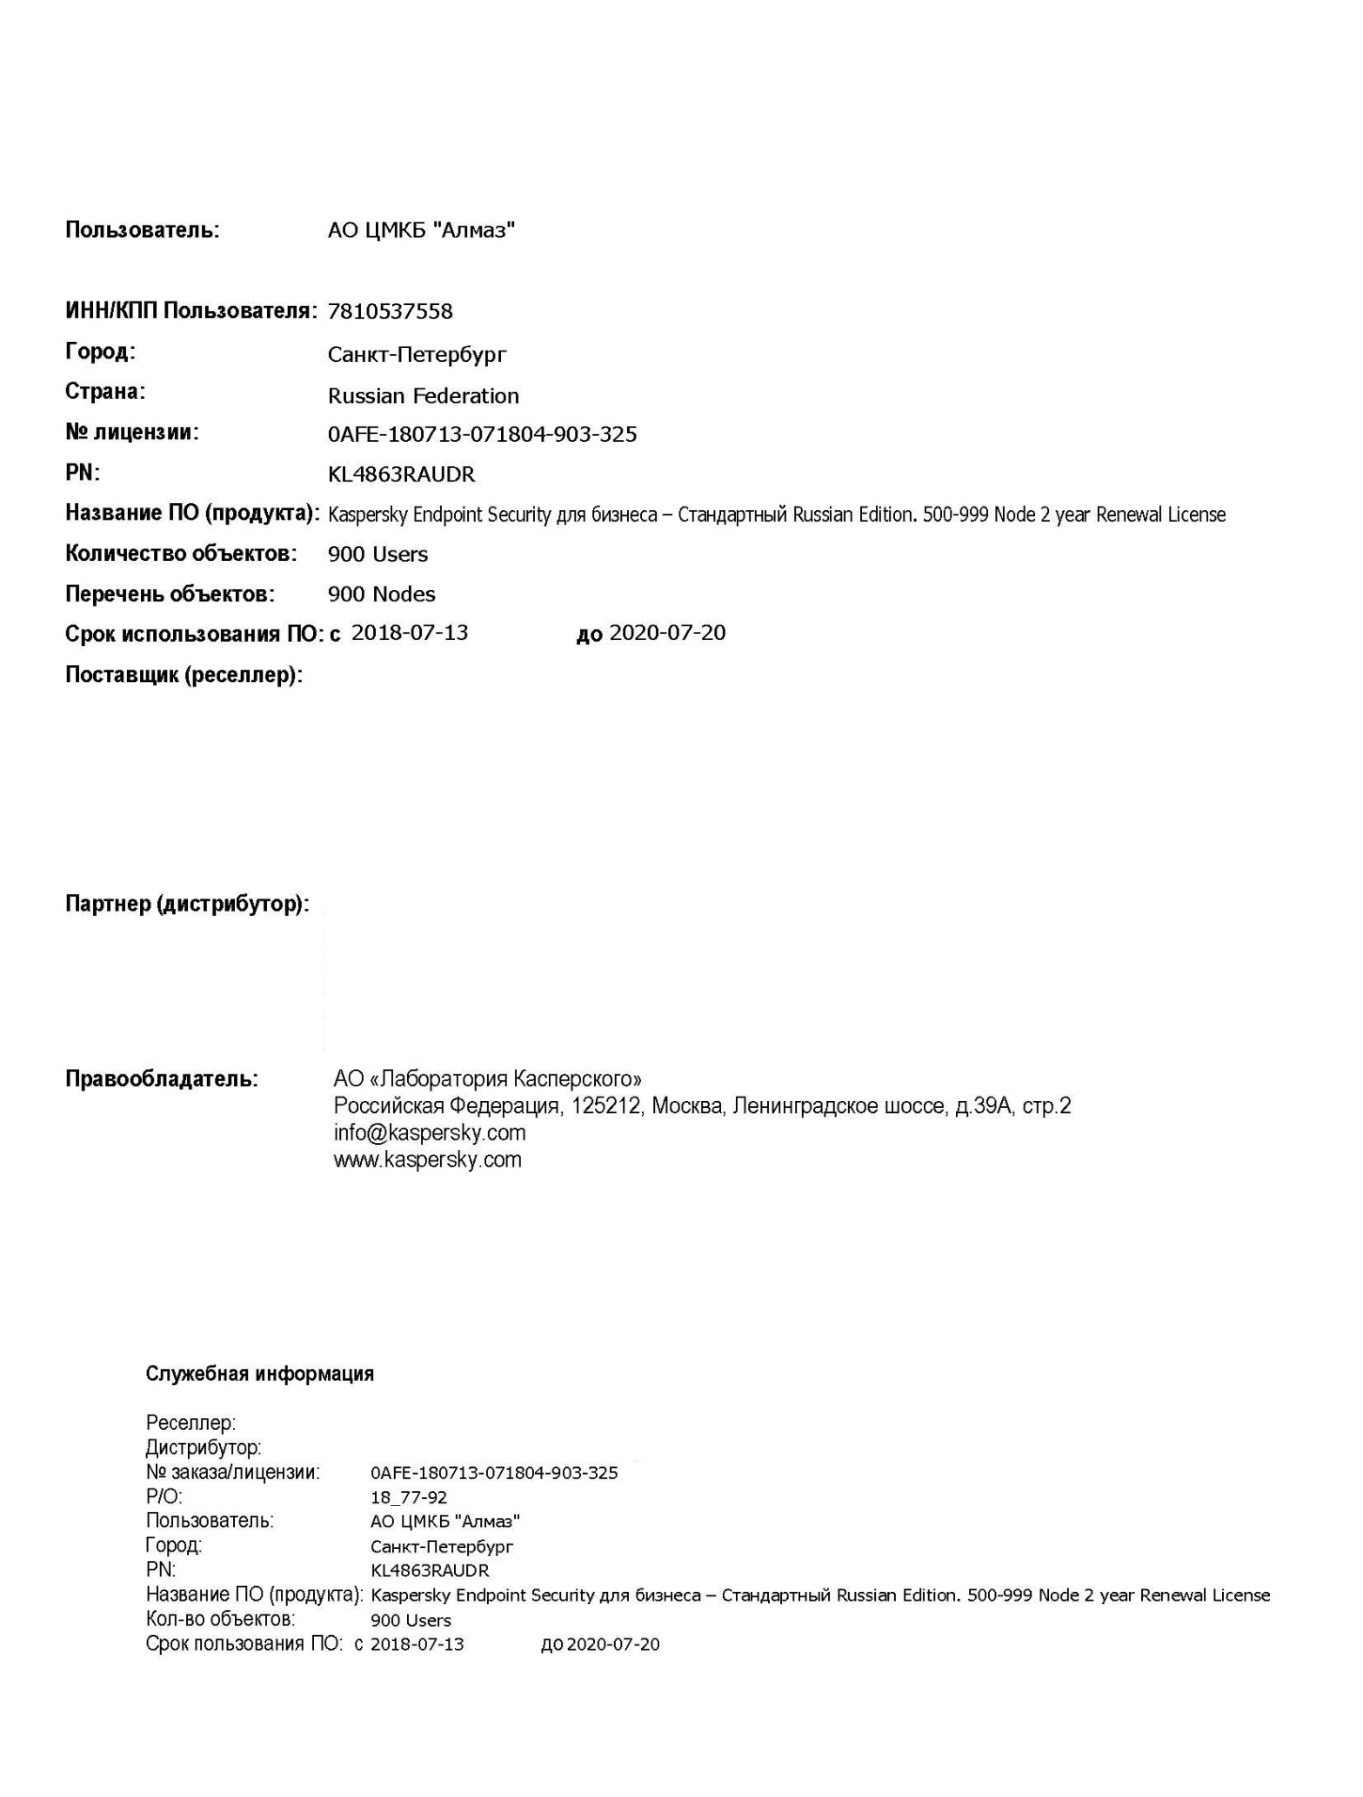 Пользователь: АО ЦМКБ "Алмаз"
ИНН/КПП Пользователя: 7810537558
Город: Санкт-Петербург
Страна: Russian Federation
№ лицензии: 0AFE-180713-071804-903-325
PN: KL4863RAUDR
Название ПО (продукта): Kaspersky Endpoint Security для бизнеса – Стандартный Russian Edition. 500-999 Node 2 year Renewal License
Количество объектов: 900 Users
Перечень объектов: 900 Nodes
Срок использования ПО: с 2018-07-13 до 2020-07-20
Поставщик (реселлер):
Партнер (дистрибутор):
Правообладатель: АО «Лаборатория Касперского»
Российская Федерация, 125212, Москва, Ленинградское шоссе, д.39А, стр.2
info@kaspersky.com
www.kaspersky.com
Служебная информация
Реселлер:
Дистрибутор:
№ заказа/лицензии: 0AFE-180713-071804-903-325
P/O: 18_77-92
Пользователь: АО ЦМКБ "Алмаз"
Город: Санкт-Петербург
PN: KL4863RAUDR
Название ПО (продукта): Kaspersky Endpoint Security для бизнеса – Стандартный Russian Edition. 500-999 Node 2 year Renewal License
Кол-во объектов: 900 Users
Срок пользования ПО: с 2018-07-13 до 2020-07-20